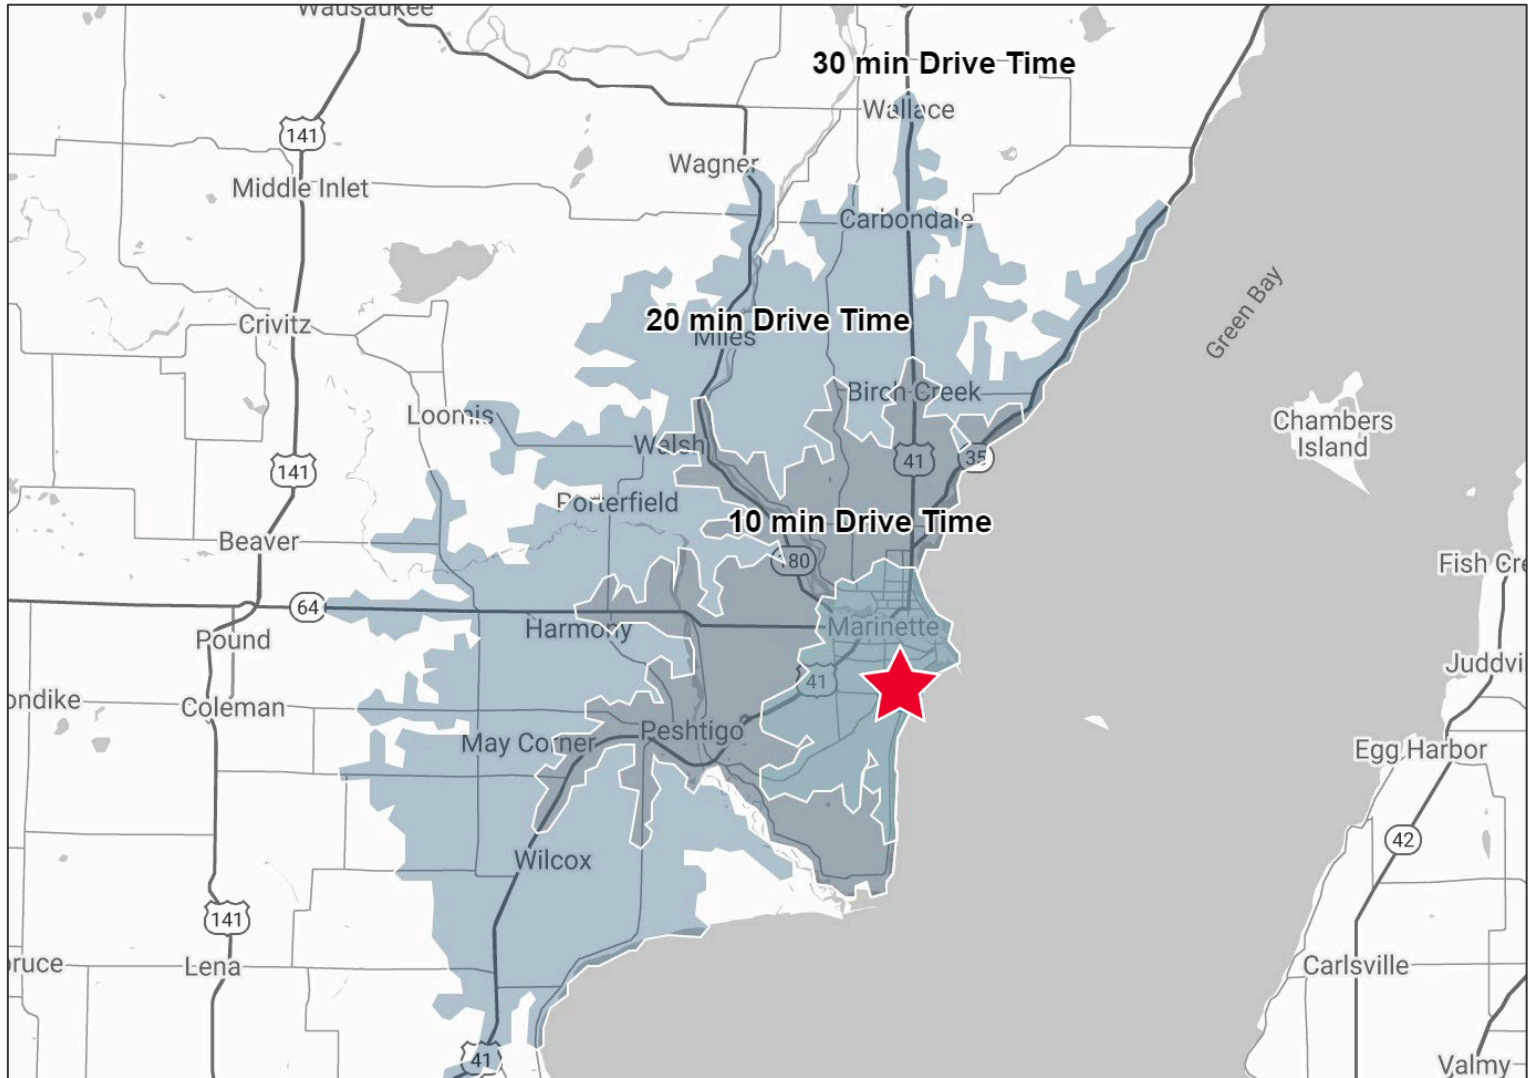 Wausaukee
30 min Drive Time
Wallace
141
Wagner
Middle Inlet
Carbondale
Green Bay
20 min Drive Time
Crivitz
Miles
Birch Creek
Loomis
Chambers
Island
Walsh
41
35
141
Porterfield
10 min Drive Time
Beaver
80
Fish Cre
64
Harmony
Marinette
Pound
Juddvi
41
ondike
Coleman
Peshtigo
May Corner
Egg Harbor
42
Wilcox
141
ruce
Lena
Carlsville
41
Valmy